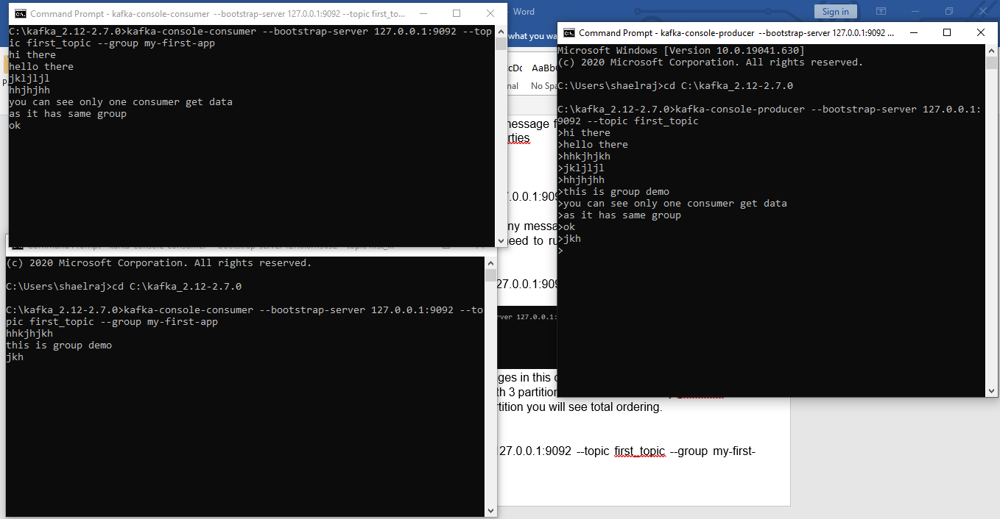 Command Prompt - kafka-console-consumer --bootstrap-server 127.0.0.1:9092 --topic first_to...
C:\kafka_2.12-2.7.0>kafka-console-consumer --bootstrap-server 127.0.0.1:9092 --top
ic first_topic --group my-first-app
hi there
hello there
jkljljl
hhjhjhh
you can see only one consumer get data
as it has same group
ok
Word
Sign in
what you wa
AaBb
No Spa
essage f
rties
.0.0.1:909
ny messa
eed to ru
27.0.0.1:909
rver 127.0.0.1:
ges in this
th 3 partition
tition you will see total ordering.
27.0.0.1:9092 --topic first_topic --group my-first-
Command Prompt - kafka-console-producer --bootstrap-server 127.0.0.1:9092 ...
Microsoft Windows [Version 10.0.19041.630]
(c) 2020 Microsoft Corporation. All rights reserved.
C:\Users\shaelraj>cd C:\kafka_2.12-2.7.0
C:\kafka_2.12-2.7.0>kafka-console-producer --bootstrap-server 127.0.0.1:
9092 --topic first_topic
>hi there
>hello there
>hhkjhjkh
>jkljljl
>hhjhjhh
>this is group demo
>you can see only one consumer get data
>as it has same group
>ok
>jkh
>
(c) 2020 Microsoft Corporation. All rights reserved.
C:\Users\shaelraj>cd C:\kafka_2.12-2.7.0
C:\kafka_2.12-2.7.0>kafka-console-consumer --bootstrap-server 127.0.0.1:9092 --to
pic first_topic --group my-first-app
hhkjhjkh
this is group demo
jkh